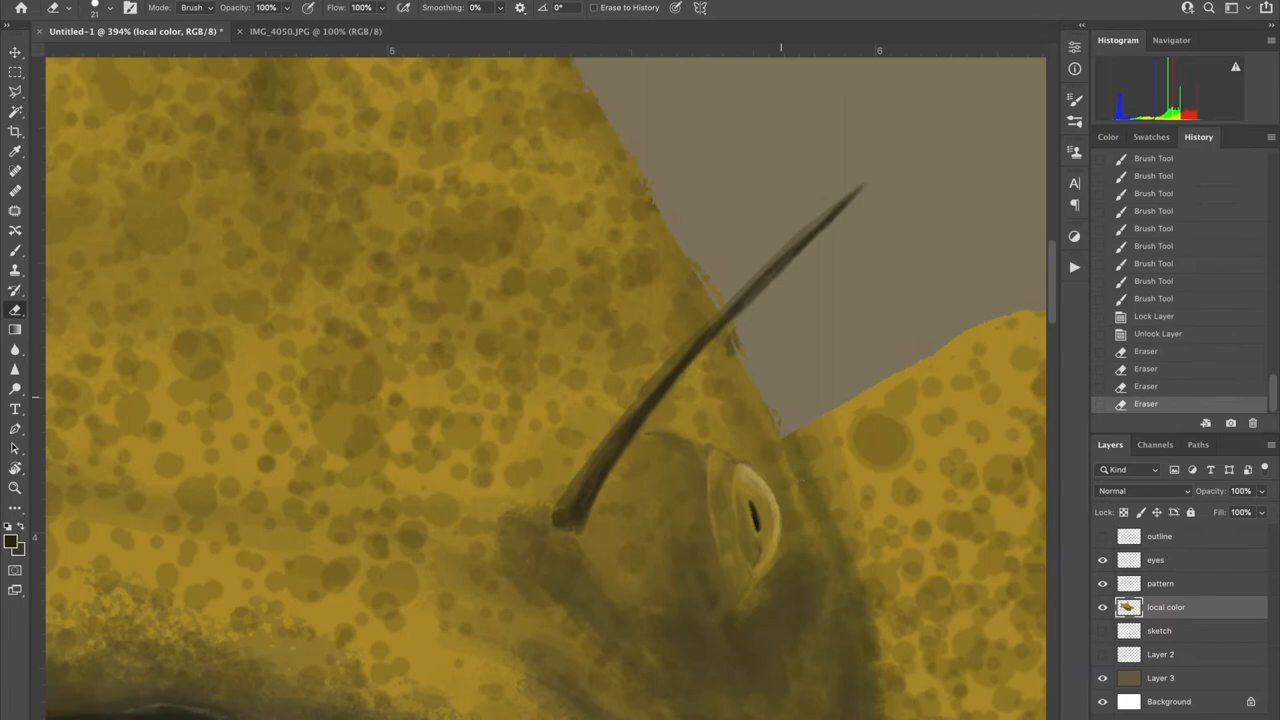 21 Mode: Brush Opacity: 100% Flow: 100% Smoothing: 0% 0° Erase to History
Untitled-1 @ 394% (local color, RGB/8) * IMG_4050.JPG @ 100% (RGB/8)
5 6
4
Histogram Navigator
Color Swatches History
Brush Tool
Brush Tool
Brush Tool
Brush Tool
Brush Tool
Brush Tool
Brush Tool
Brush Tool
Brush Tool
Lock Layer
Unlock Layer
Eraser
Eraser
Eraser
Eraser
Layers Channels Paths
Kind
Normal Opacity: 100%
Lock: Fill: 100%
outline
eyes
pattern
local color
sketch
Layer 2
Layer 3
Background